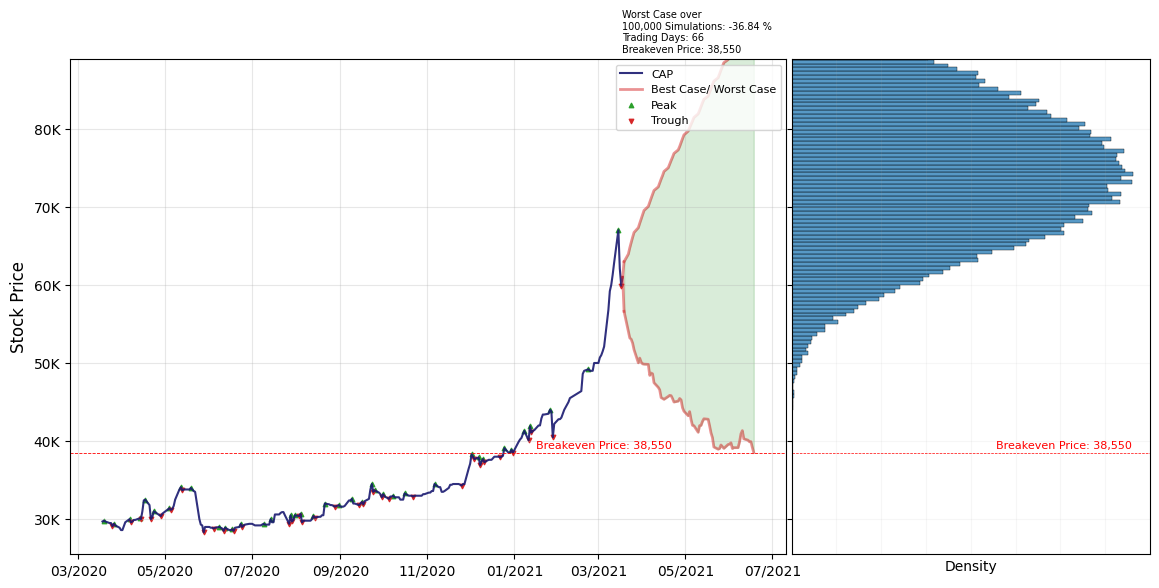 Worst Case over
100,000 Simulations: -36.84 %
Trading Days: 66
Breakeven Price: 38,550
CAP
Best Case/ Worst Case
Peak
Trough
Stock Price
80K
70K
60K
50K
40K
30K
Breakeven Price: 38,550
Breakeven Price: 38,550
03/2020 05/2020 07/2020 09/2020 11/2020 01/2021 03/2021 05/2021 07/2021
Density